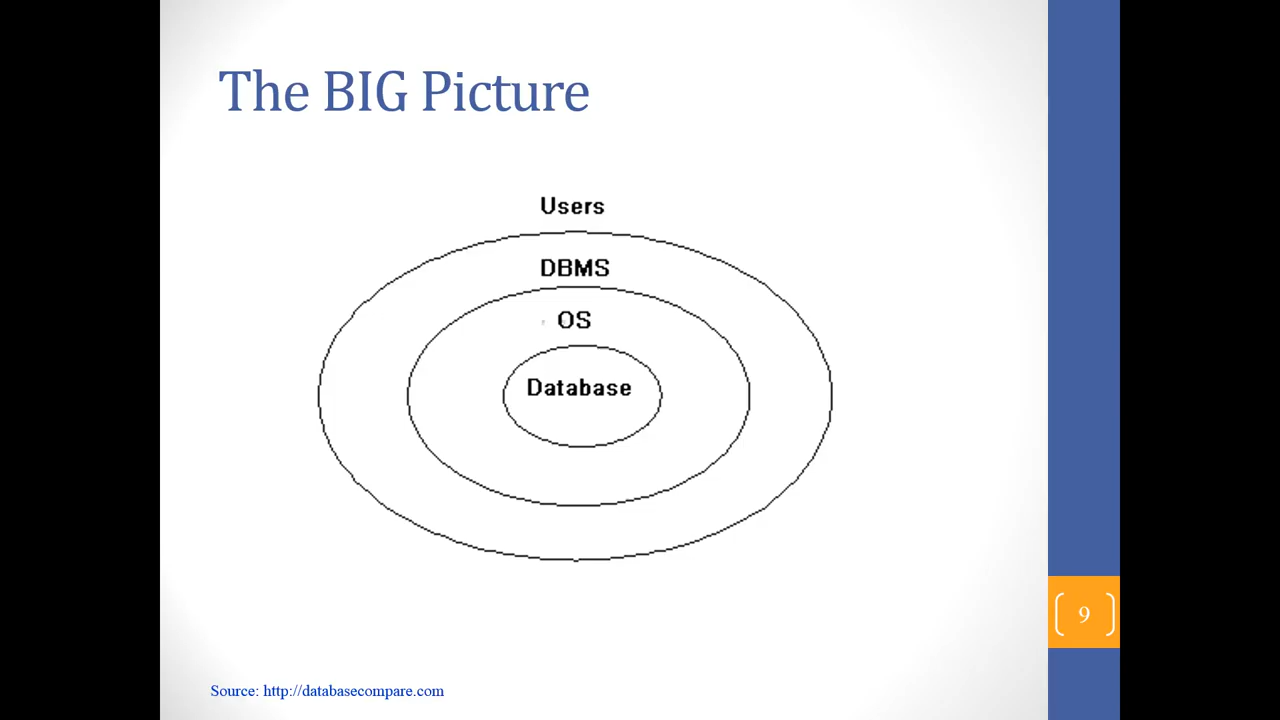 The BIG Picture
Users
DBMS
OS
Database
9
Source: http://databasecompare.com